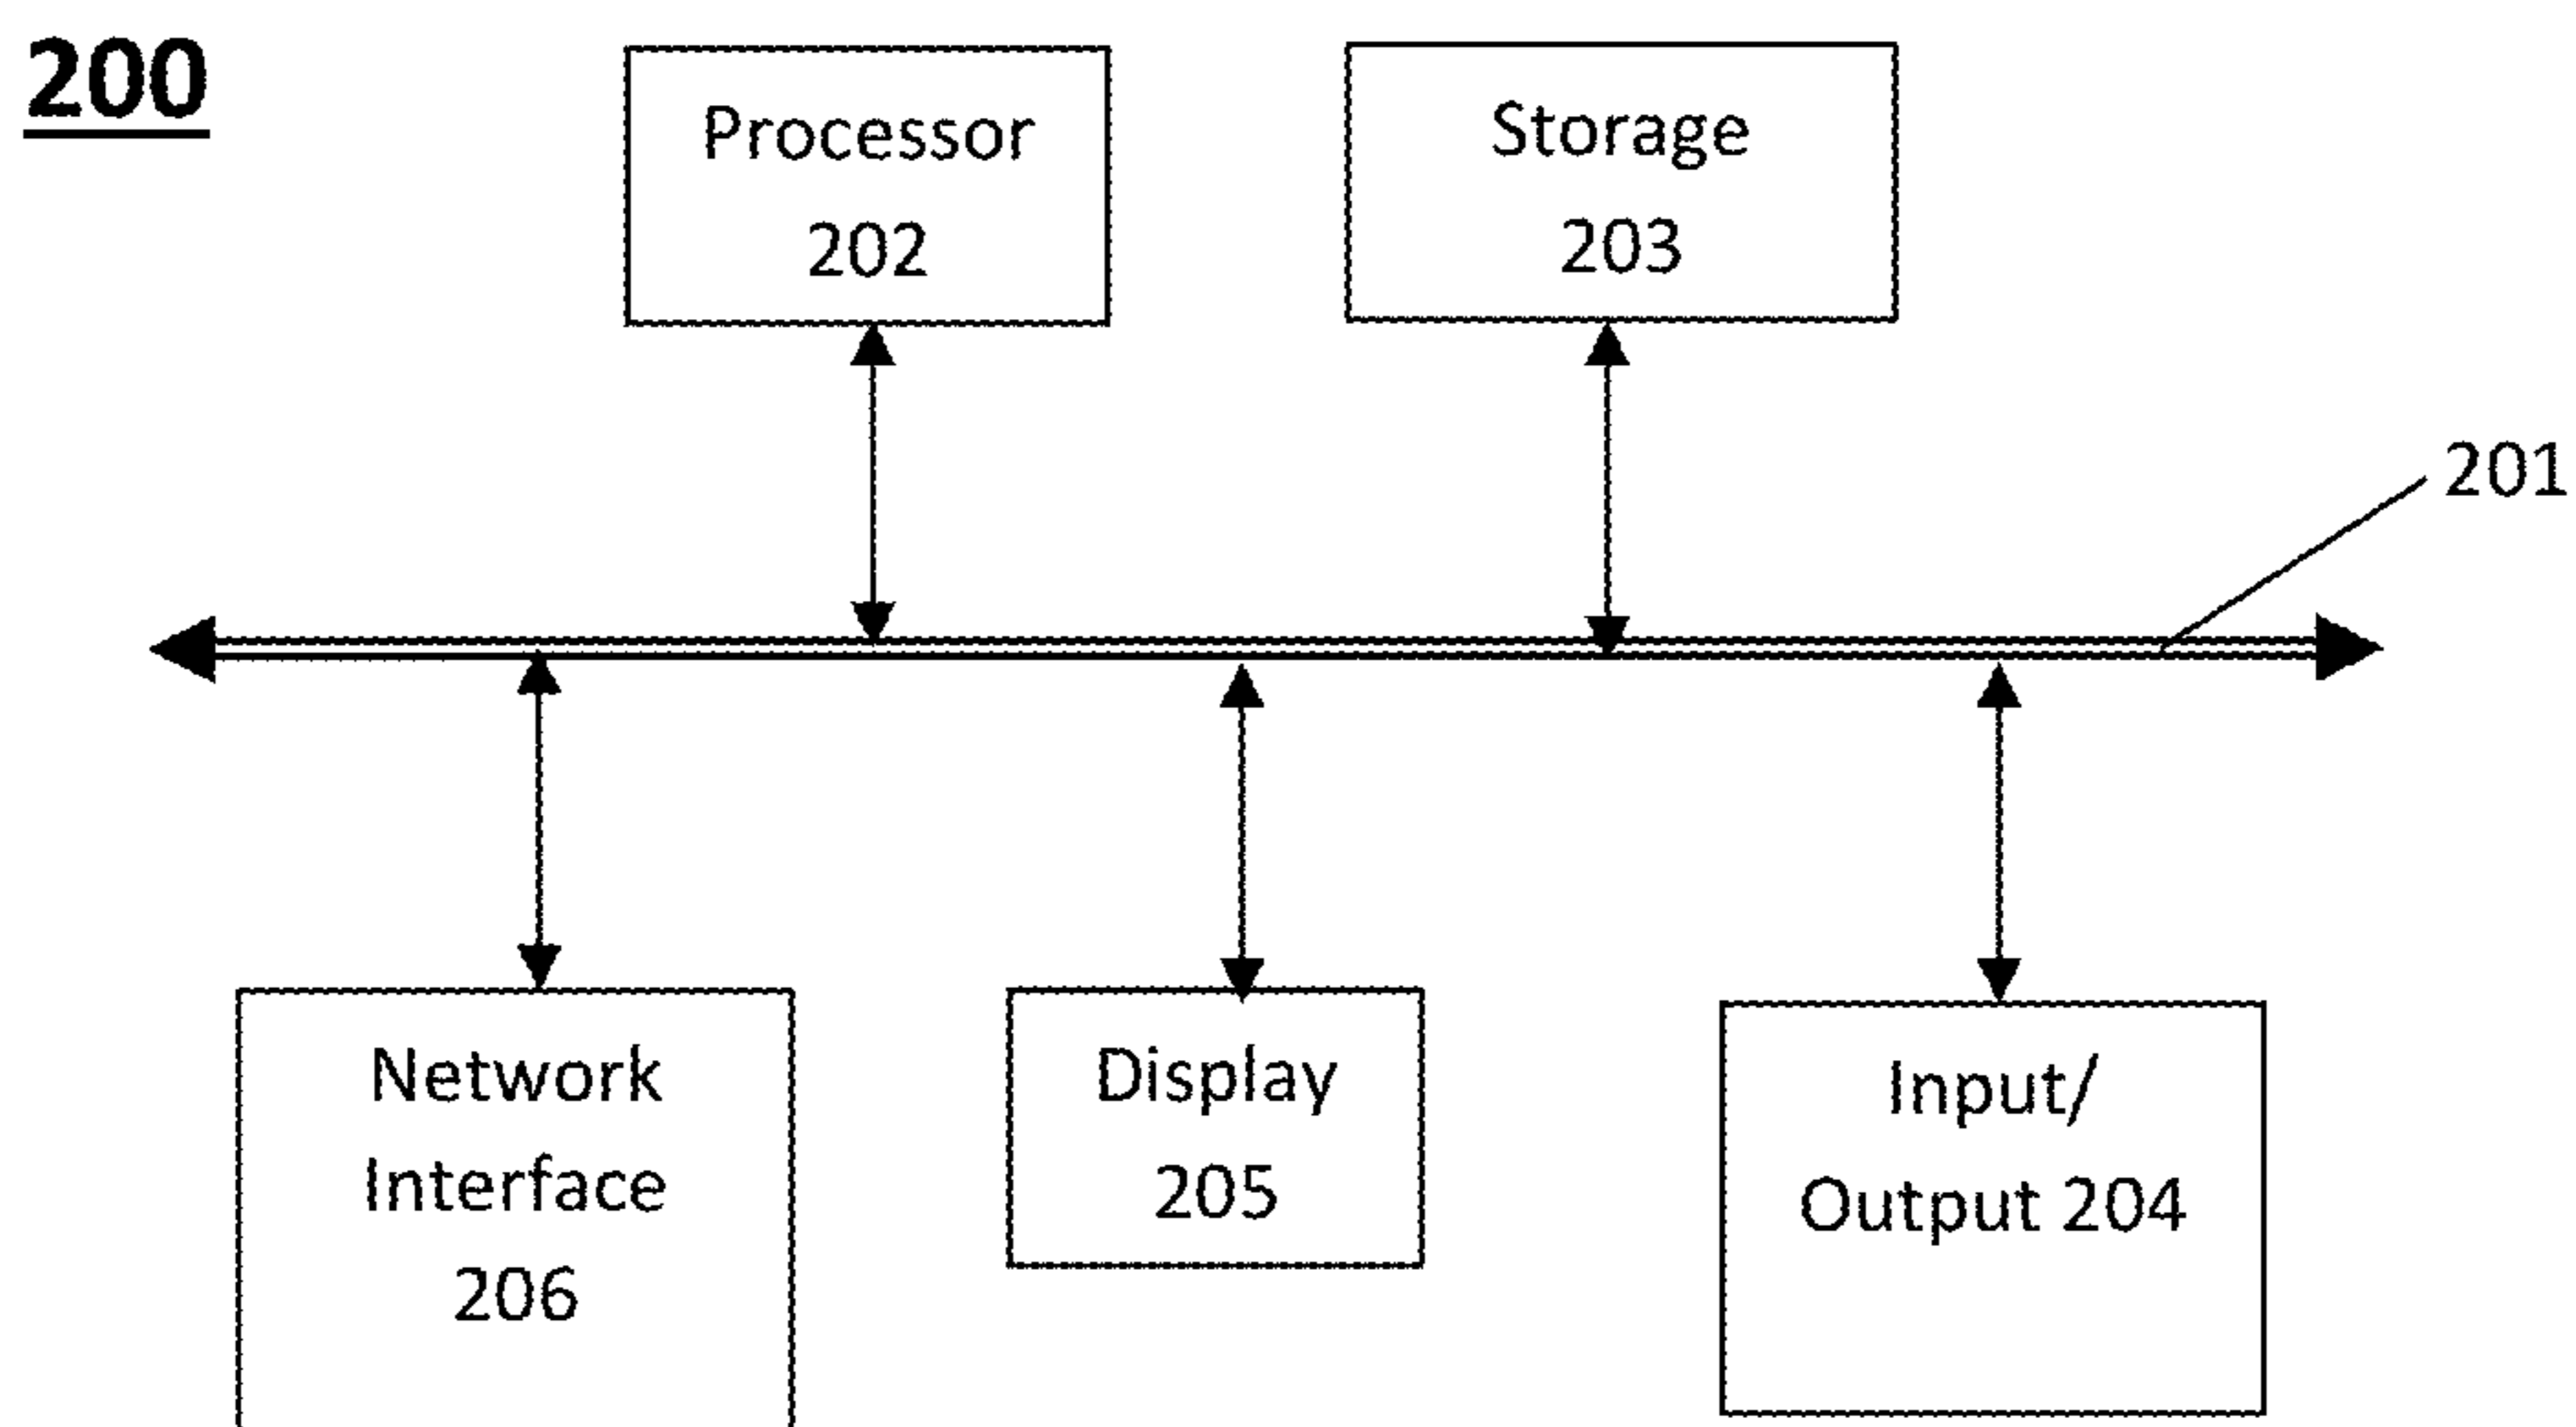 200
Processor
202
Storage
203
201
Network
Interface
206
Display
205
Input/
Output 204